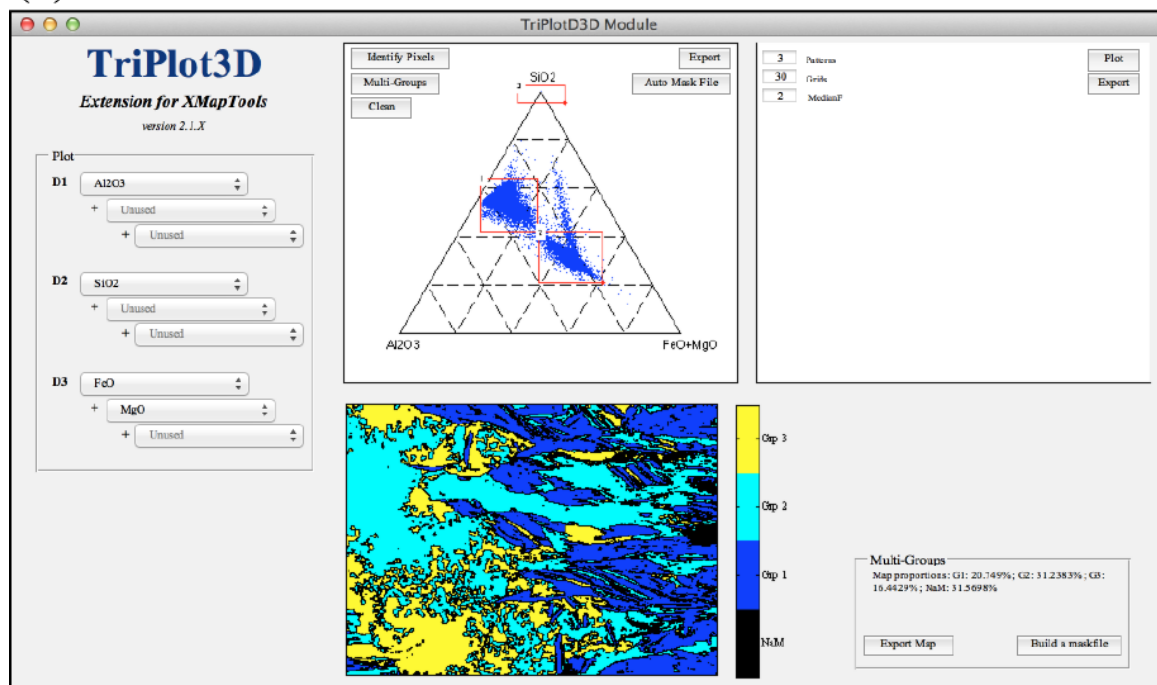 TriPlotD3D Module
TriPlot3D
Extension for XMapTools
version 2.1.X
Plot
D1 Al2O3
+ Unused
+ Unused
D2 SiO2
+ Unused
+ Unused
D3 FeO
+ MgO
+ Unused
Identify Pixels
Multi-Groups
Clean
Export
Auto Mask File
SiO2
Al2O3
FeO+MgO
3 Patterns
30 Grids
2 MedianF
Plot
Export
Grp 3
Grp 2
Grp 1
NaM
Multi-Groups
Map proportions: G1: 20.749% ; G2: 31.2383% ; G3:
16.4429% ; NaM: 31.5698%
Export Map
Build a maskfile